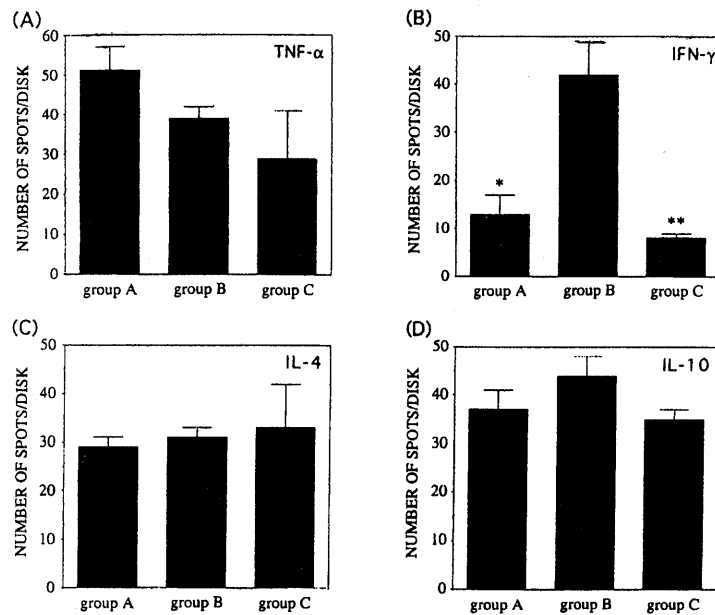 (A)
TNF-α
NUMBER OF SPOTS/DISK
60
50
40
30
20
10
0
group A group B group C
(B)
IFN-γ
NUMBER OF SPOTS/DISK
50
40
30
20
10
0
*
**
group A group B group C
(C)
IL-4
NUMBER OF SPOTS/DISK
50
40
30
20
10
0
group A group B group C
(D)
IL-10
NUMBER OF SPOTS/DISK
50
40
30
20
10
0
group A group B group C